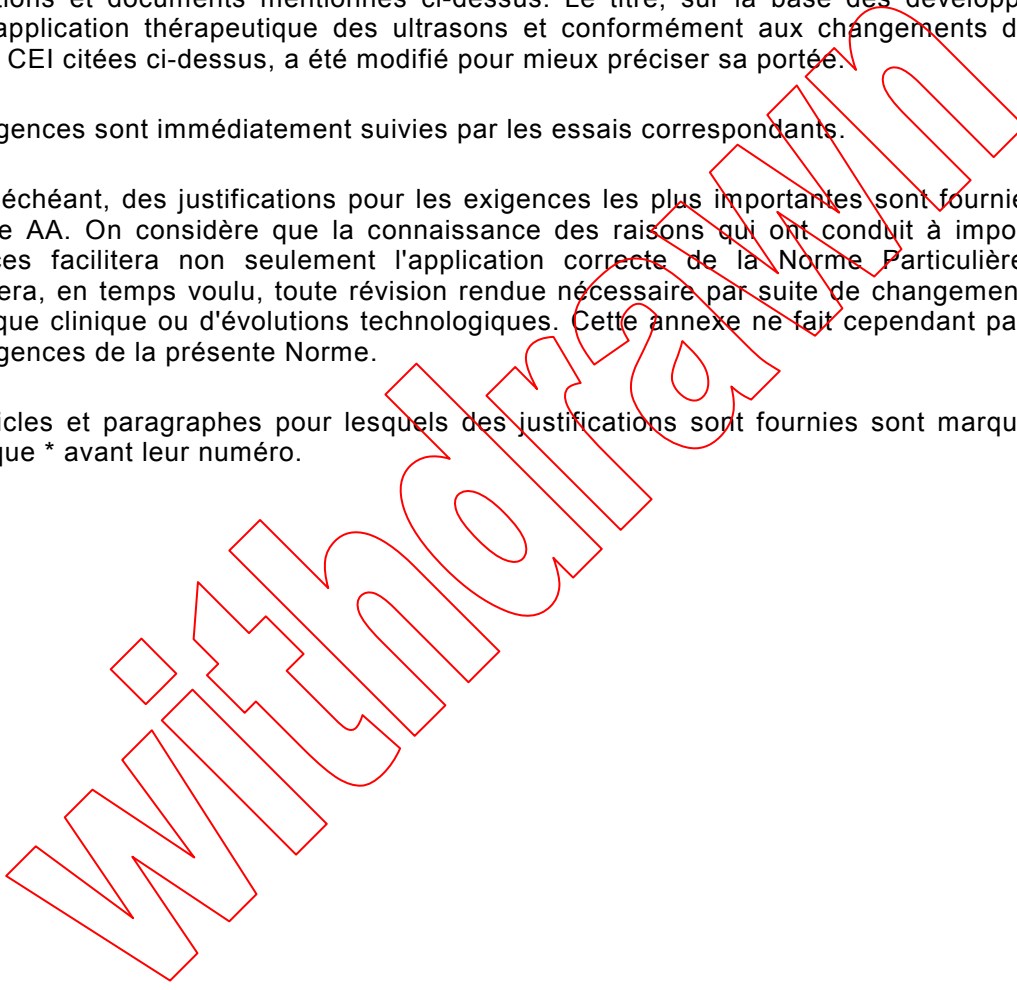 ions et documents mentionnés ci-dessus. Le titre, sur la base des développ
application thérapeutique des ultrasons et conformément aux changements d
CEI citées ci-dessus, a été modifié pour mieux préciser sa portée.
gences sont immédiatement suivies par les essais correspondants.
échéant, des justifications pour les exigences les plus importantes sont fournie
e AA. On considère que la connaissance des raisons qui ont conduit à impo
ces facilitera non seulement l'application correcte de la Norme Particulière
era, en temps voulu, toute révision rendue nécessaire par suite de changemen
que clinique ou d'évolutions technologiques. Cette annexe ne fait cependant pa
gences de la présente Norme.
icles et paragraphes pour lesquels des justifications sont fournies sont marqu
que * avant leur numéro.
withdrawn